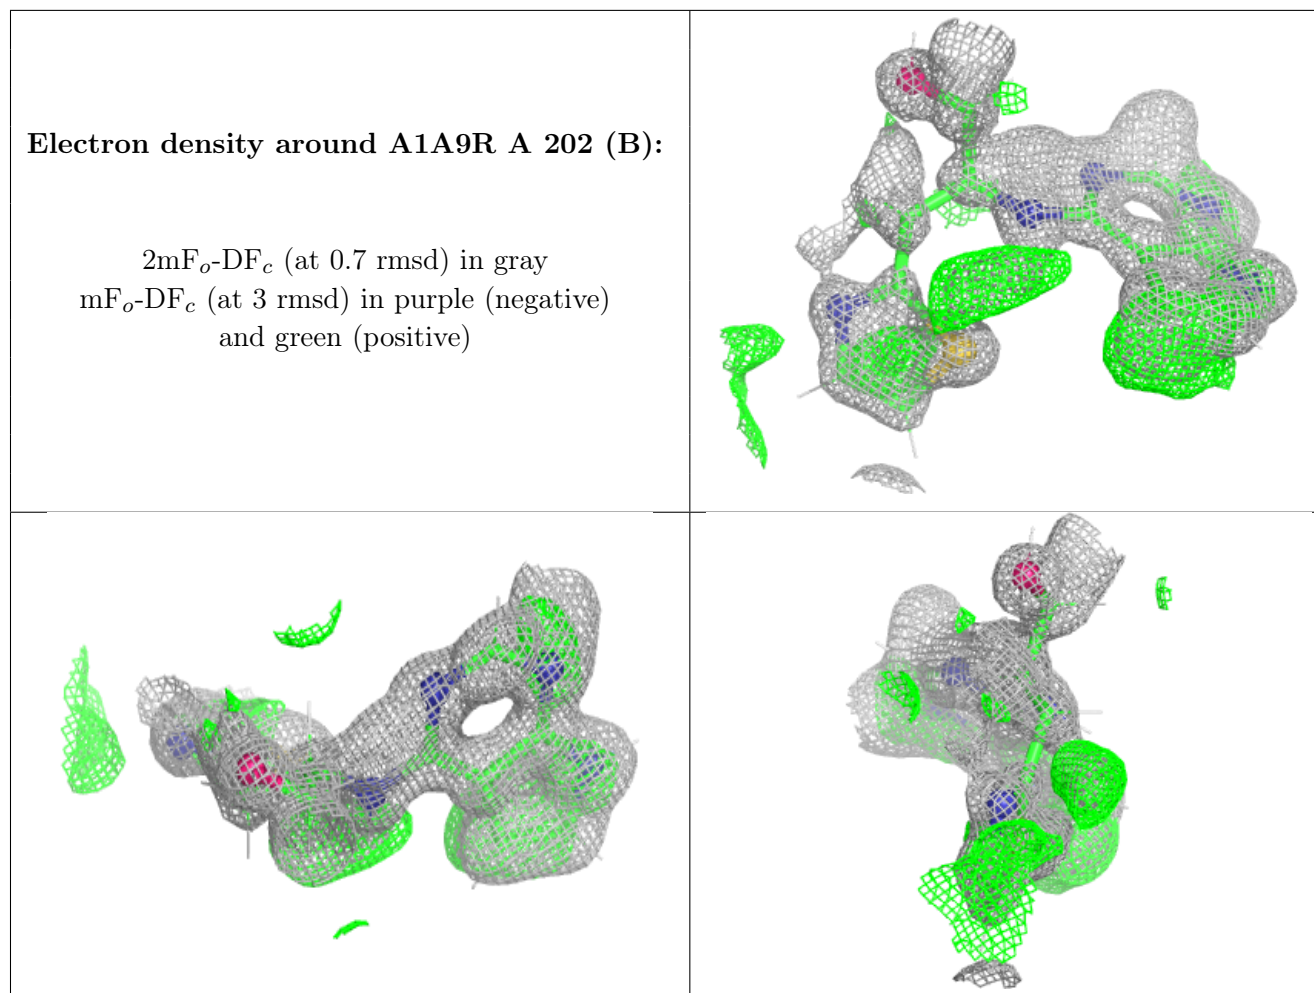 Electron density around A1A9R A 202 (B):
2mFo-DFc (at 0.7 rmsd) in gray
mFo-DFc (at 3 rmsd) in purple (negative)
and green (positive)